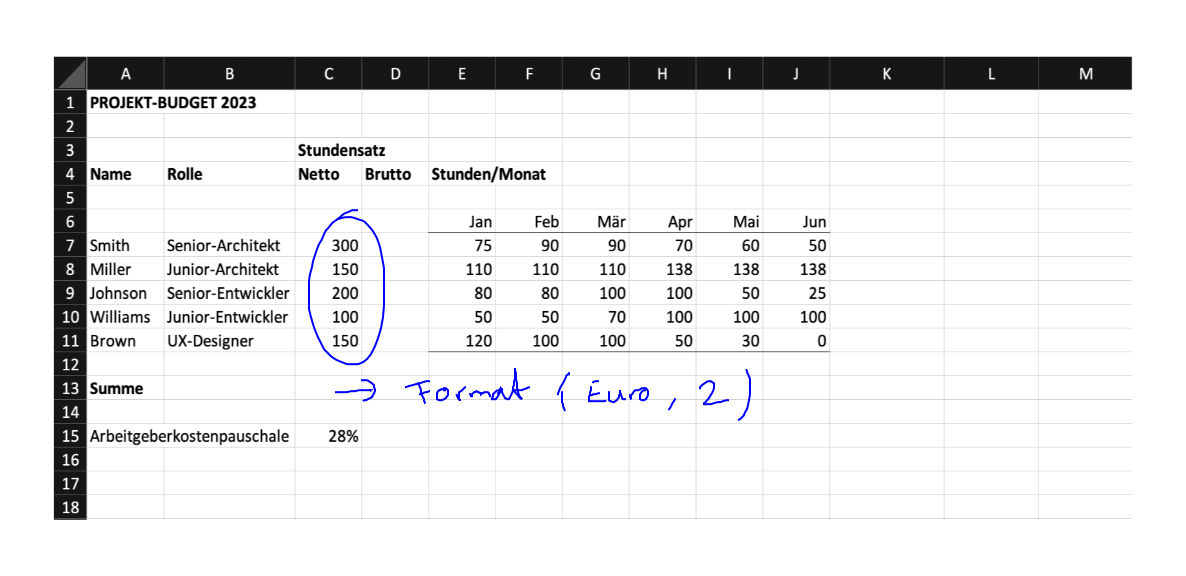 A B C D E F G H I J K L M
1 PROJEKT-BUDGET 2023
2
3 Stundensatz
4 Name Rolle Netto Brutto Stunden/Monat
5
6 Jan Feb Mär Apr Mai Jun
7 Smith Senior-Architekt 300 75 90 90 70 60 50
8 Miller Junior-Architekt 150 110 110 110 138 138 138
9 Johnson Senior-Entwickler 200 80 80 100 100 50 25
10 Williams Junior-Entwickler 100 50 50 70 100 100 100
11 Brown UX-Designer 150 120 100 100 50 30 0
12
13 Summe → Format (Euro, 2)
14
15 Arbeitgeberkostenpauschale 28%
16
17
18